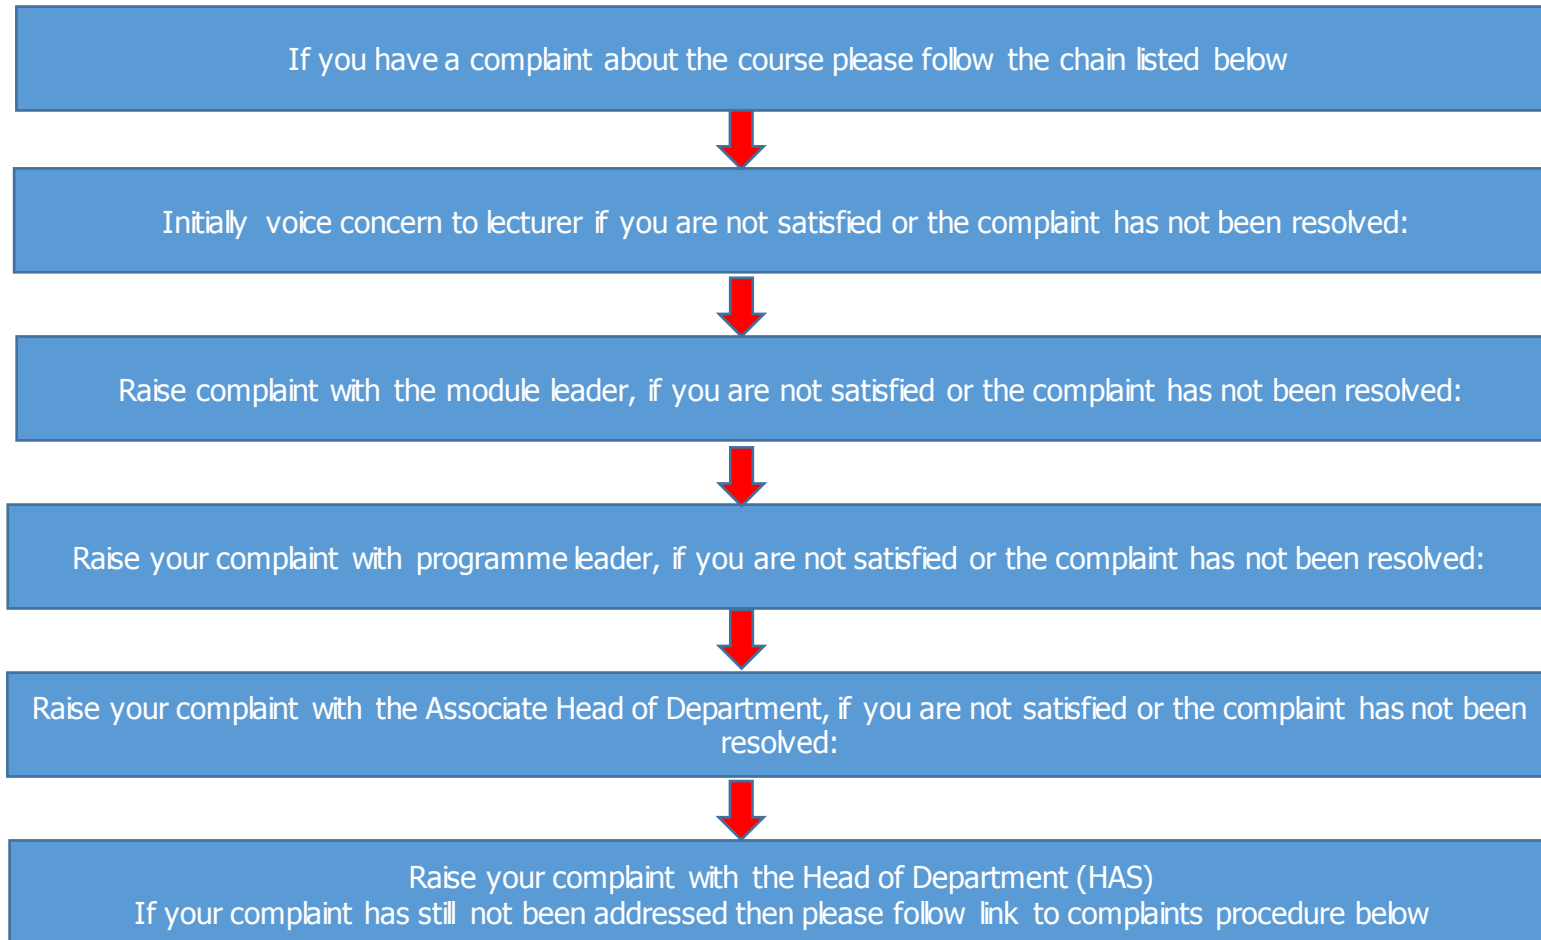 If you have a complaint about the course please follow the chain listed below
Initially voice concern to lecturer if you are not satisfied or the complaint has not been resolved:
Raise complaint with the module leader, if you are not satisfied or the complaint has not been resolved:
Raise your complaint with programme leader, if you are not satisfied or the complaint has not been resolved:
Raise your complaint with the Associate Head of Department, if you are not satisfied or the complaint has not been
resolved:
Raise your complaint with the Head of Department (HAS)
If your complaint has still not been addressed then please follow link to complaints procedure below